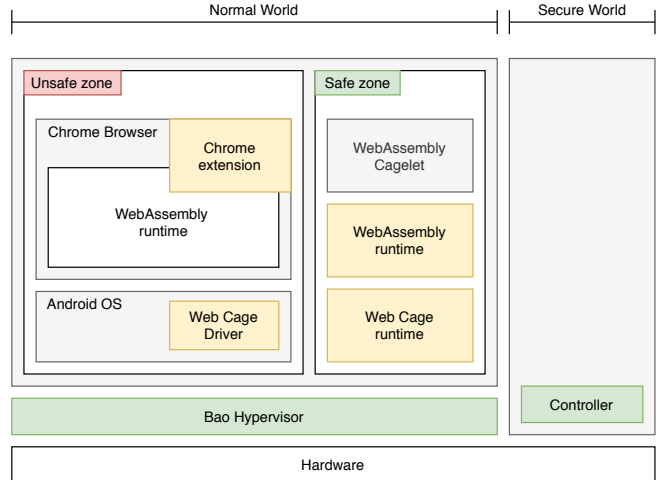 Normal World
Secure World
Unsafe zone
Safe zone
Chrome Browser
Chrome
extension
WebAssembly
runtime
Android OS
Web Cage
Driver
WebAssembly
Cagelet
WebAssembly
runtime
Web Cage
runtime
Controller
Bao Hypervisor
Hardware